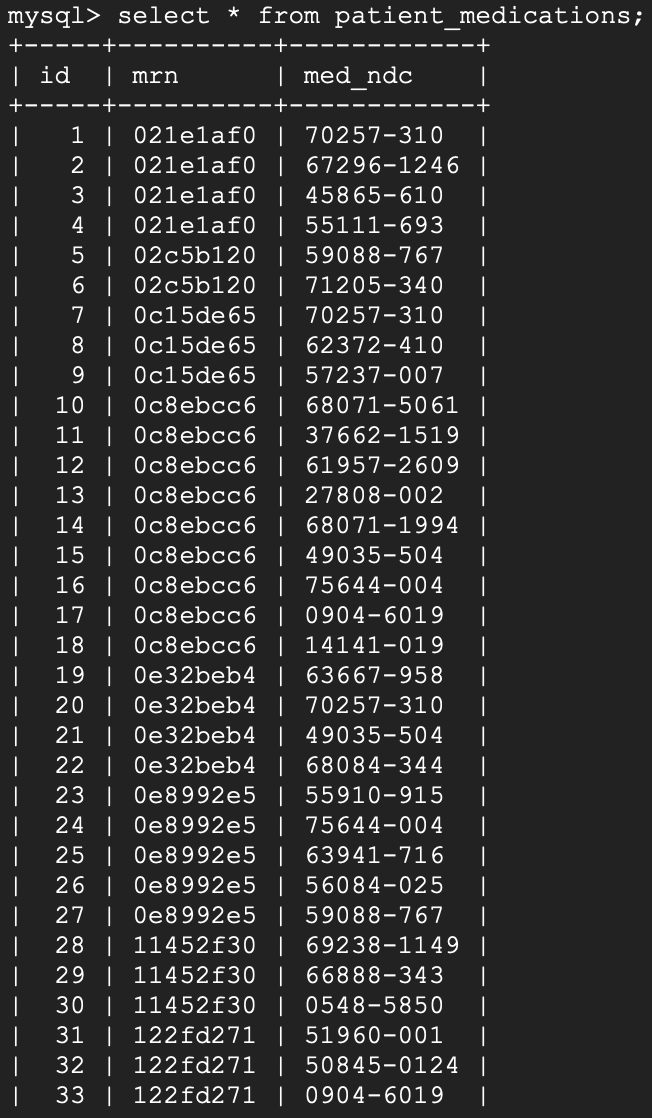 mysql> select * from patient_medications;
+-----+----------+------------+
| id  | mrn      | med_ndc    |
+-----+----------+------------+
|   1 | 021e1af0 | 70257-310  |
|   2 | 021e1af0 | 67296-1246 |
|   3 | 021e1af0 | 45865-610  |
|   4 | 021e1af0 | 55111-693  |
|   5 | 02c5b120 | 59088-767  |
|   6 | 02c5b120 | 71205-340  |
|   7 | 0c15de65 | 70257-310  |
|   8 | 0c15de65 | 62372-410  |
|   9 | 0c15de65 | 57237-007  |
|  10 | 0c8ebcc6 | 68071-5061 |
|  11 | 0c8ebcc6 | 37662-1519 |
|  12 | 0c8ebcc6 | 61957-2609 |
|  13 | 0c8ebcc6 | 27808-002  |
|  14 | 0c8ebcc6 | 68071-1994 |
|  15 | 0c8ebcc6 | 49035-504  |
|  16 | 0c8ebcc6 | 75644-004  |
|  17 | 0c8ebcc6 | 0904-6019  |
|  18 | 0c8ebcc6 | 14141-019  |
|  19 | 0e32beb4 | 63667-958  |
|  20 | 0e32beb4 | 70257-310  |
|  21 | 0e32beb4 | 49035-504  |
|  22 | 0e32beb4 | 68084-344  |
|  23 | 0e8992e5 | 55910-915  |
|  24 | 0e8992e5 | 75644-004  |
|  25 | 0e8992e5 | 63941-716  |
|  26 | 0e8992e5 | 56084-025  |
|  27 | 0e8992e5 | 59088-767  |
|  28 | 11452f30 | 69238-1149 |
|  29 | 11452f30 | 66888-343  |
|  30 | 11452f30 | 0548-5850  |
|  31 | 122fd271 | 51960-001  |
|  32 | 122fd271 | 50845-0124 |
|  33 | 122fd271 | 0904-6019  |